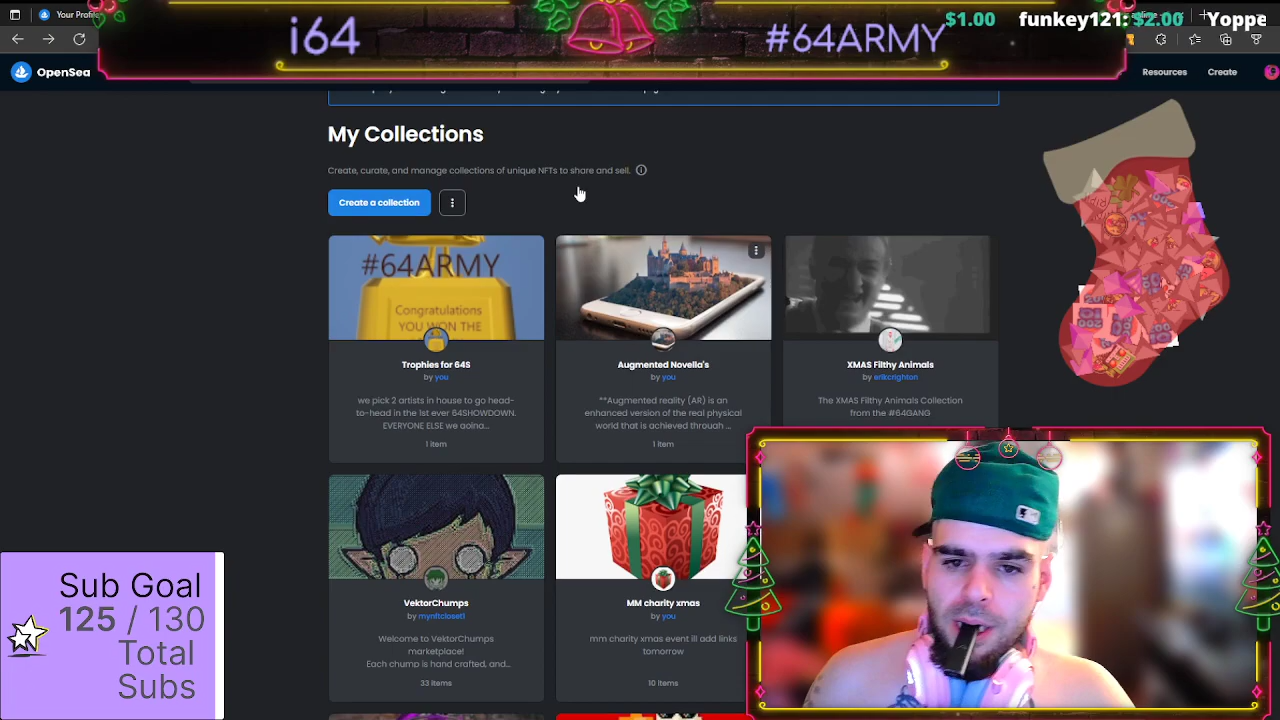 Your Profile
i64
#64ARMY
$1.00
funkey121: $2.00
Yoppe
OpenSea
Resources
Create
My Collections
Create, curate, and manage collections of unique NFTs to share and sell.
Create a collection
#64ARMY
Congratulations
YOU WON THE
Trophies for 64S
by you
we pick 2 artists in house to go head-
to-head in the 1st ever 64SHOWDOWN.
Augmented Novella's
by you
**Augmented reality (AR) is an
enhanced version of the real physical
world that is achieved through ...
XMAS Filthy Animals
by erikcrighton
The XMAS Filthy Animals Collection
from the #64GANG
1 item
1 item
VektorChumps
by mynftcloset1
Welcome to VektorChumps
marketplace!
Each chump is hand crafted, and...
33 items
MM charity xmas
by you
mm charity xmas event ill add links
tomorrow
10 items
Sub Goal
125 / 130
Total
Subs